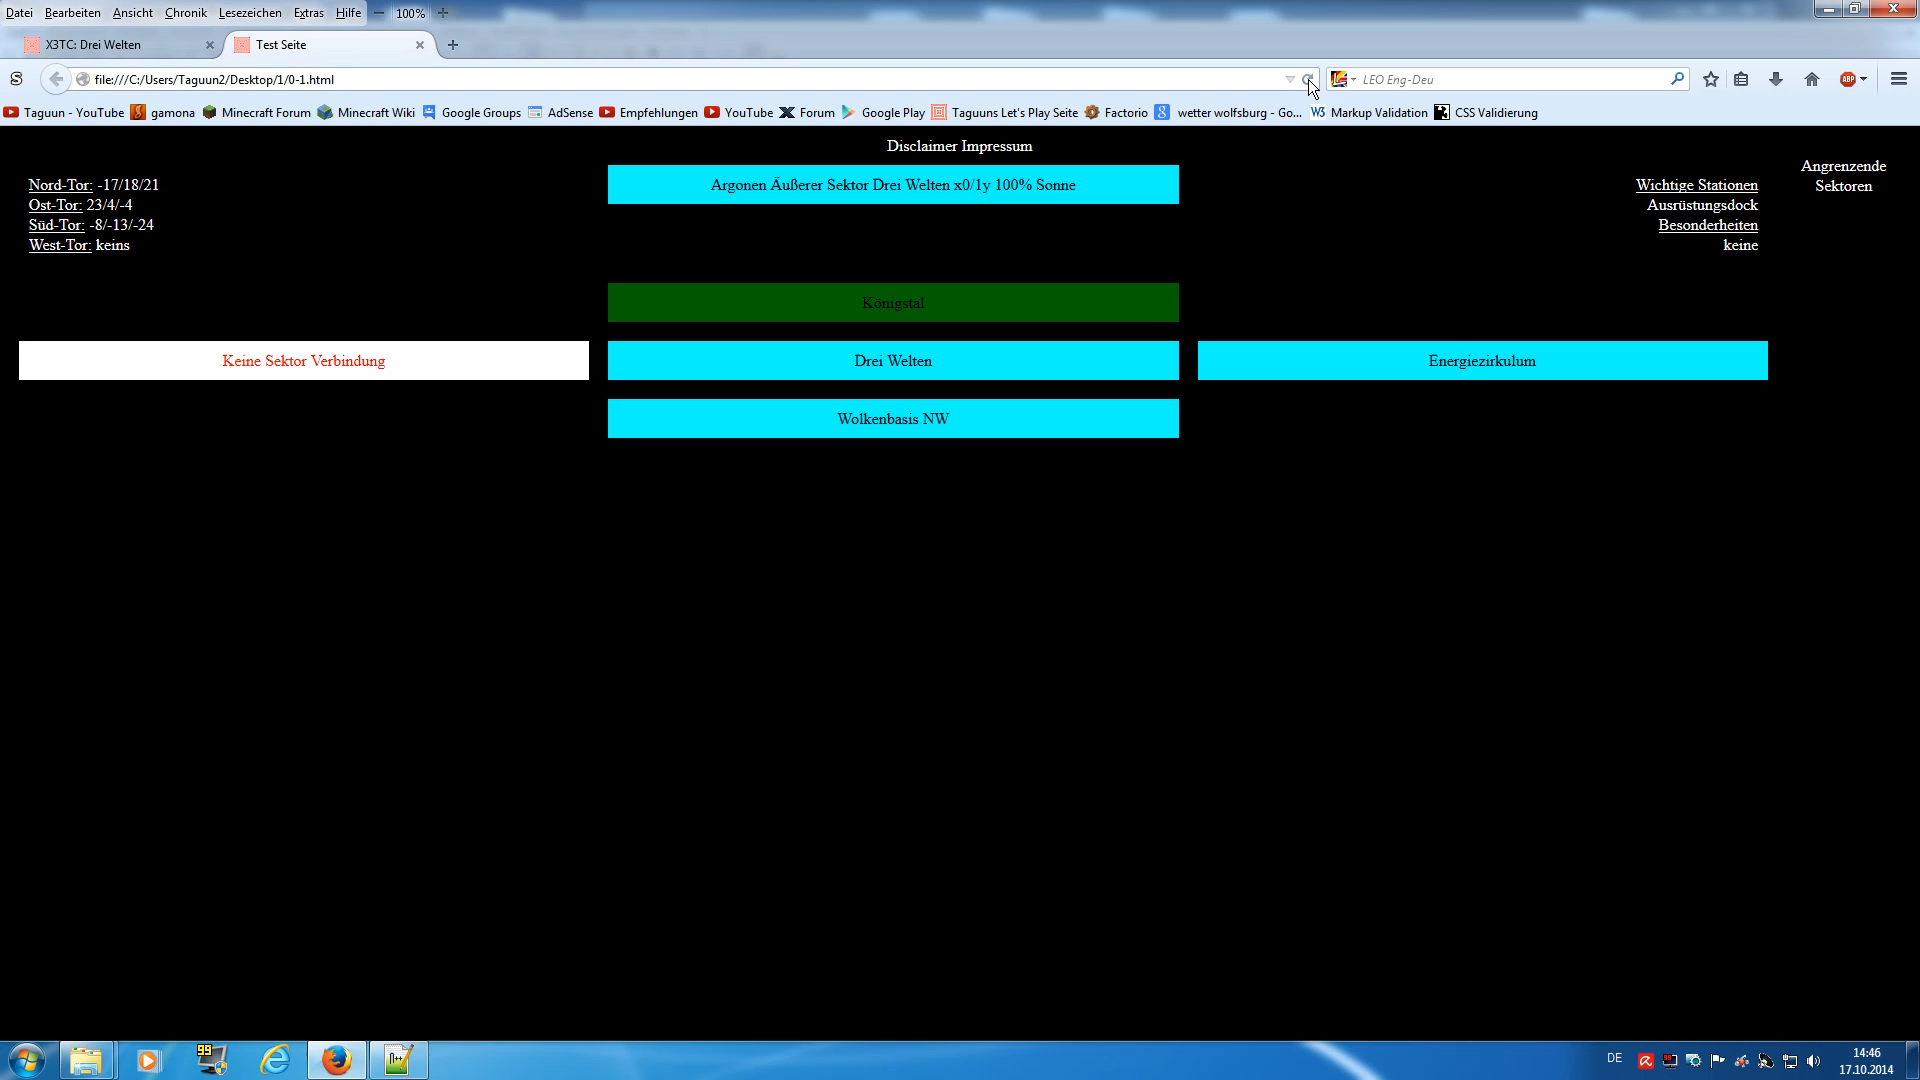 Datei Bearbeiten Ansicht Chronik Lesezeichen Extras Hilfe — 100% +
X3TC: Drei Welten × Test Seite × +
S file:///C:/Users/Taguun2/Desktop/1/0-1.html LEO Eng-Deu ABP
Taguun - YouTube gamona Minecraft Forum Minecraft Wiki Google Groups AdSense Empfehlungen YouTube Forum Google Play Taguuns Let's Play Seite Factorio wetter wolfsburg - Go... Markup Validation CSS Validierung
Disclaimer Impressum
Nord-Tor: -17/18/21
Ost-Tor: 23/4/-4
Süd-Tor: -8/-13/-24
West-Tor: keins
Argonen Äußerer Sektor Drei Welten x0/1y 100% Sonne
Wichtige Stationen
Ausrüstungsdock
Besonderheiten
keine
Angrenzende
Sektoren
Königstal
Keine Sektor Verbindung Drei Welten Energiezirkulum
Wolkenbasis NW
99
DE
14:46
17.10.2014